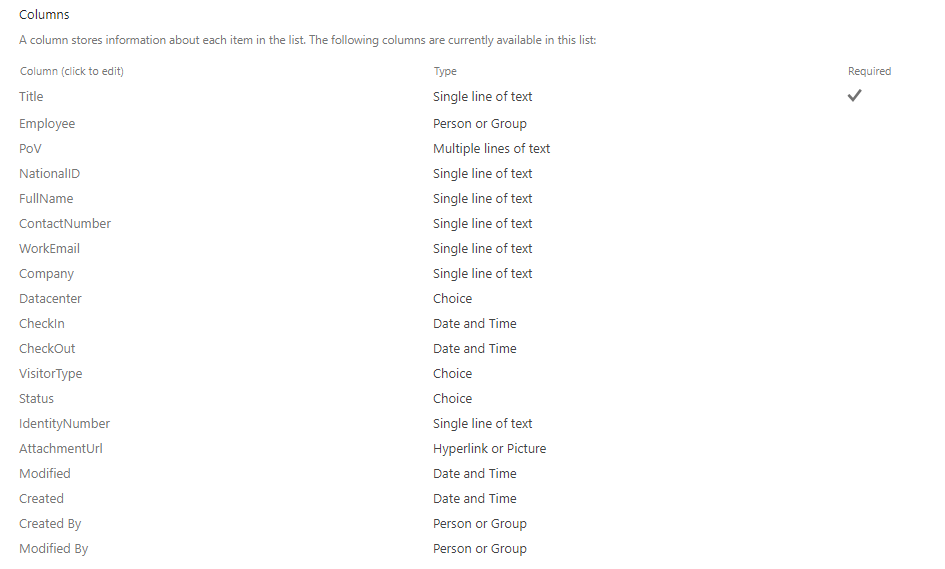 Columns
A column stores information about each item in the list. The following columns are currently available in this list:
Column (click to edit) Type Required
Title Single line of text
Employee Person or Group
PoV Multiple lines of text
NationalID Single line of text
FullName Single line of text
ContactNumber Single line of text
WorkEmail Single line of text
Company Single line of text
Datacenter Choice
CheckIn Date and Time
CheckOut Date and Time
VisitorType Choice
Status Choice
IdentityNumber Single line of text
AttachmentUrl Hyperlink or Picture
Modified Date and Time
Created Date and Time
Created By Person or Group
Modified By Person or Group